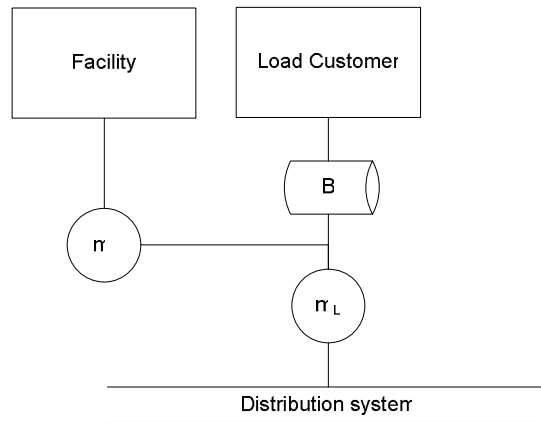 Facility
Load Customer
B
m
m L
Distribution system